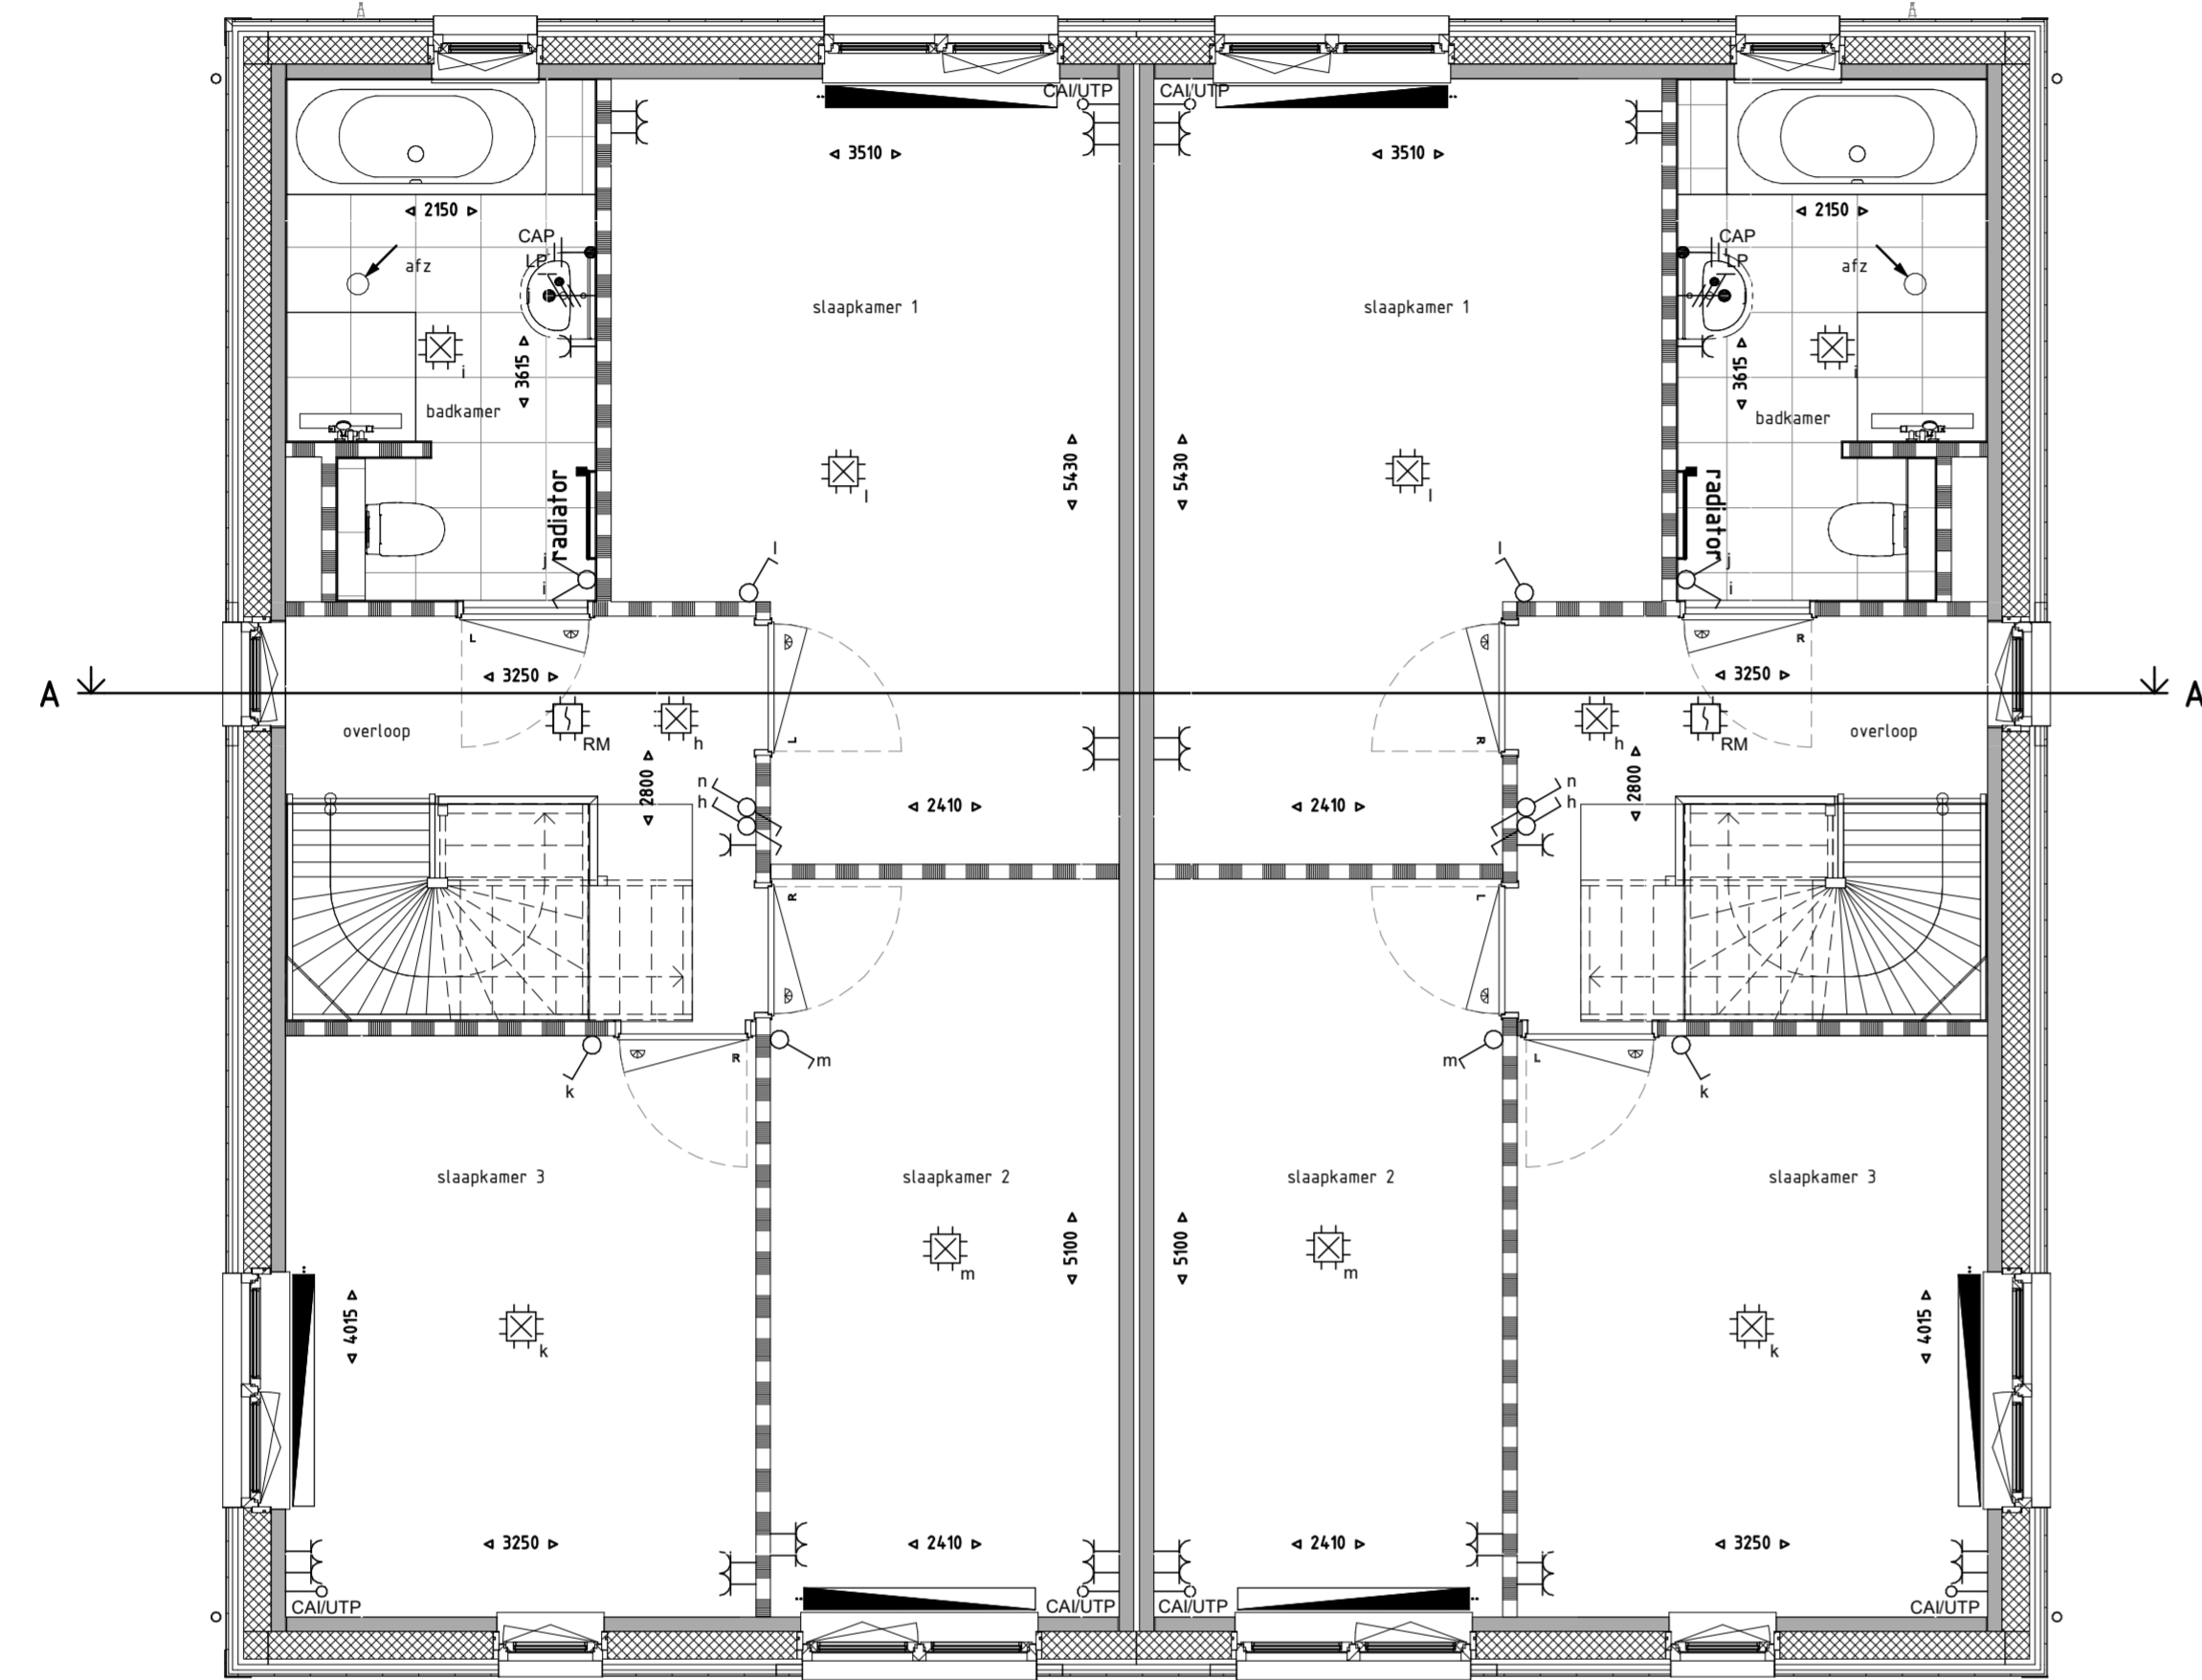 CAI/UTP CAI/UTP
3510 3510
2150 2150
CAP CAP
LP LP
afz afz
slaapkamer 1 slaapkamer 1
i i
3615 3615
badkamer badkamer
5430 5430
l l
radiator radiator
l l
j j
i i
L R
3250 3250
A A
overloop RM h h RM overloop
L R
2800 2800
n n
h h
2410 2410
R L
R m m L
k k
slaapkamer 3 slaapkamer 2 slaapkamer 2 slaapkamer 3
5100 5100
m m
4015 4015
k k
3250 2410 2410 3250
CAI/UTP CAI/UTP CAI/UTP CAI/UTP